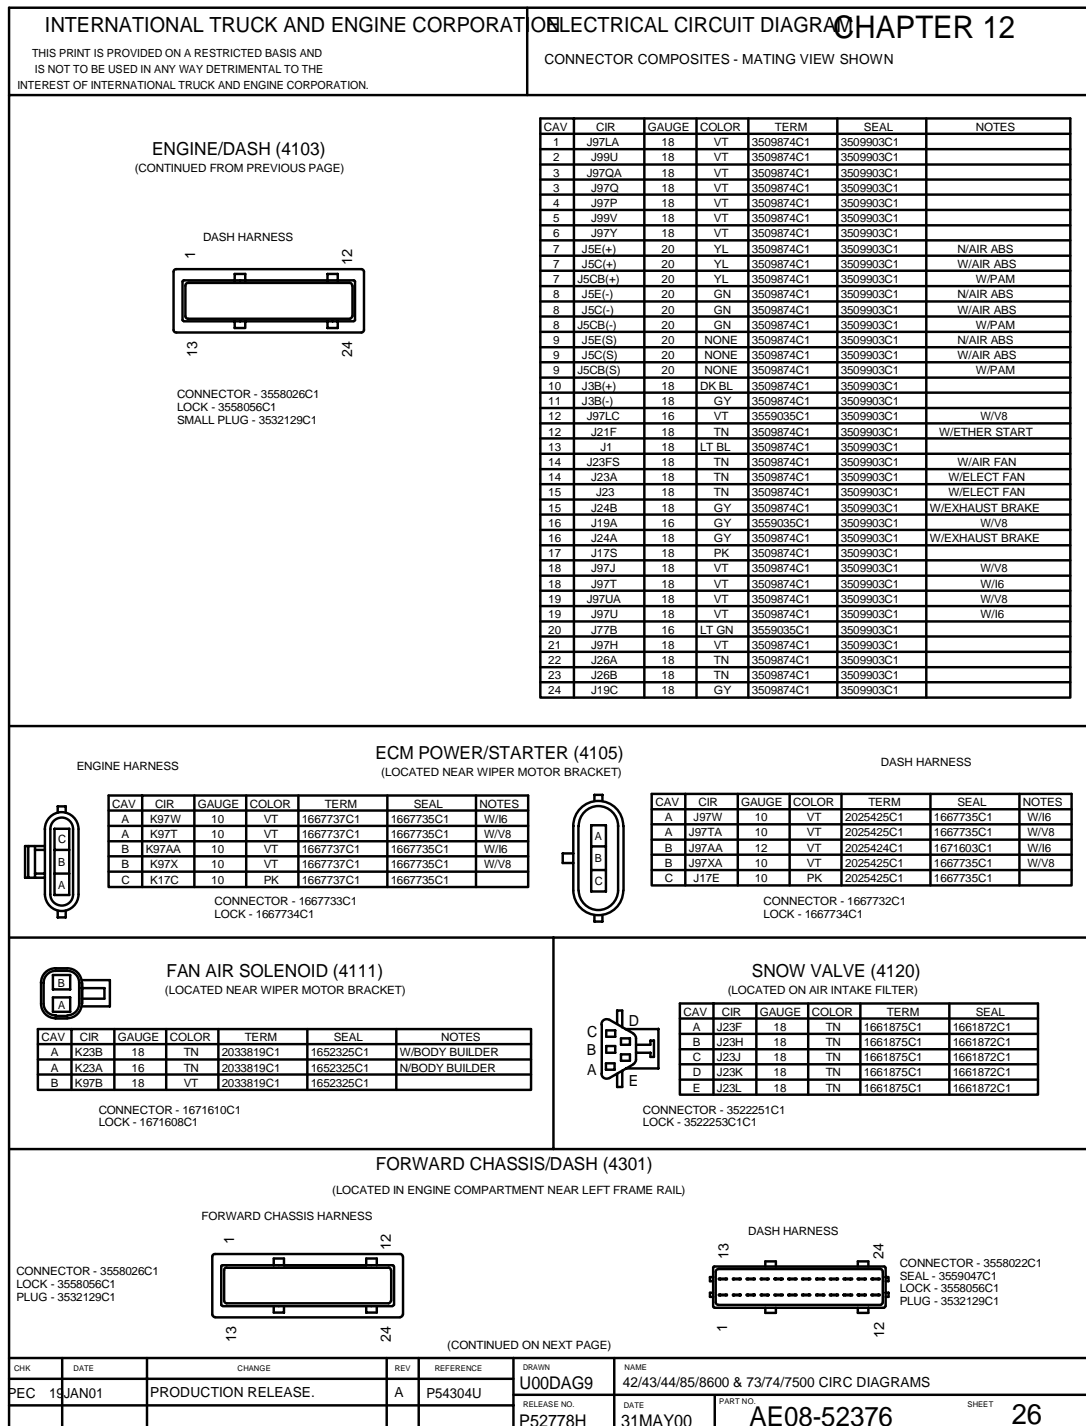 INTERNATIONAL TRUCK AND ENGINE CORPORATION
ELECTRICAL CIRCUIT DIAGRAM
CHAPTER 12
THIS PRINT IS PROVIDED ON A RESTRICTED BASIS AND
IS NOT TO BE USED IN ANY WAY DETRIMENTAL TO THE
INTEREST OF INTERNATIONAL TRUCK AND ENGINE CORPORATION.
CONNECTOR COMPOSITES - MATING VIEW SHOWN
ENGINE/DASH (4103)
(CONTINUED FROM PREVIOUS PAGE)
DASH HARNESS
1 12
13 24
CONNECTOR - 3558026C1
LOCK - 3558056C1
SMALL PLUG - 3532129C1
CAV CIR GAUGE COLOR TERM SEAL NOTES
1 J97LA 18 VT 3509874C1 3509903C1
2 J99U 18 VT 3509874C1 3509903C1
3 J97QA 18 VT 3509874C1 3509903C1
3 J97Q 18 VT 3509874C1 3509903C1
4 J97P 18 VT 3509874C1 3509903C1
5 J99V 18 VT 3509874C1 3509903C1
6 J97Y 18 VT 3509874C1 3509903C1
7 J5E(+) 20 YL 3509874C1 3509903C1 N/AIR ABS
7 J5C(+) 20 YL 3509874C1 3509903C1 W/AIR ABS
7 J5CB(+) 20 YL 3509874C1 3509903C1 W/PAM
8 J5E(-) 20 GN 3509874C1 3509903C1 N/AIR ABS
8 J5C(-) 20 GN 3509874C1 3509903C1 W/AIR ABS
8 J5CB(-) 20 GN 3509874C1 3509903C1 W/PAM
9 J5E(S) 20 NONE 3509874C1 3509903C1 N/AIR ABS
9 J5C(S) 20 NONE 3509874C1 3509903C1 W/AIR ABS
9 J5CB(S) 20 NONE 3509874C1 3509903C1 W/PAM
10 J3B(+) 18 DK BL 3509874C1 3509903C1
11 J3B(-) 18 GY 3509874C1 3509903C1
12 J97LC 16 VT 3559035C1 3509903C1 W/V8
12 J21F 18 TN 3509874C1 3509903C1 W/ETHER START
13 J1 18 LT BL 3509874C1 3509903C1
14 J23FS 18 TN 3509874C1 3509903C1 W/AIR FAN
14 J23A 18 TN 3509874C1 3509903C1 W/ELECT FAN
15 J23 18 TN 3509874C1 3509903C1 W/ELECT FAN
15 J24B 18 GY 3509874C1 3509903C1 W/EXHAUST BRAKE
16 J19A 16 GY 3559035C1 3509903C1 W/V8
16 J24A 18 GY 3509874C1 3509903C1 W/EXHAUST BRAKE
17 J17S 18 PK 3509874C1 3509903C1
18 J97J 18 VT 3509874C1 3509903C1 W/V8
18 J97T 18 VT 3509874C1 3509903C1 W/I6
19 J97UA 18 VT 3509874C1 3509903C1 W/V8
19 J97U 18 VT 3509874C1 3509903C1 W/I6
20 J77B 16 LT GN 3559035C1 3509903C1
21 J97H 18 VT 3509874C1 3509903C1
22 J26A 18 TN 3509874C1 3509903C1
23 J26B 18 TN 3509874C1 3509903C1
24 J19C 18 GY 3509874C1 3509903C1
ECM POWER/STARTER (4105)
(LOCATED NEAR WIPER MOTOR BRACKET)
ENGINE HARNESS
C
B
A
CAV CIR GAUGE COLOR TERM SEAL NOTES
A K97W 10 VT 1667737C1 1667735C1 W/I6
A K97T 10 VT 1667737C1 1667735C1 W/V8
B K97AA 10 VT 1667737C1 1667735C1 W/I6
B K97X 10 VT 1667737C1 1667735C1 W/V8
C K17C 10 PK 1667737C1 1667735C1
CONNECTOR - 1667733C1
LOCK - 1667734C1
DASH HARNESS
A
B
C
CAV CIR GAUGE COLOR TERM SEAL NOTES
A J97W 10 VT 2025425C1 1667735C1 W/I6
A J97TA 10 VT 2025425C1 1667735C1 W/V8
B J97AA 12 VT 2025424C1 1671603C1 W/I6
B J97XA 10 VT 2025425C1 1667735C1 W/V8
C J17E 10 PK 2025425C1 1667735C1
CONNECTOR - 1667732C1
LOCK - 1667734C1
FAN AIR SOLENOID (4111)
(LOCATED NEAR WIPER MOTOR BRACKET)
B
A
CAV CIR GAUGE COLOR TERM SEAL NOTES
A K23B 18 TN 2033819C1 1652325C1 W/BODY BUILDER
A K23A 16 TN 2033819C1 1652325C1 N/BODY BUILDER
B K97B 18 VT 2033819C1 1652325C1
CONNECTOR - 1671610C1
LOCK - 1671608C1
SNOW VALVE (4120)
(LOCATED ON AIR INTAKE FILTER)
D
C
B
A
E
CAV CIR GAUGE COLOR TERM SEAL
A J23F 18 TN 1661875C1 1661872C1
B J23H 18 TN 1661875C1 1661872C1
C J23J 18 TN 1661875C1 1661872C1
D J23K 18 TN 1661875C1 1661872C1
E J23L 18 TN 1661875C1 1661872C1
CONNECTOR - 3522251C1
LOCK - 3522253C1C1
FORWARD CHASSIS/DASH (4301)
(LOCATED IN ENGINE COMPARTMENT NEAR LEFT FRAME RAIL)
FORWARD CHASSIS HARNESS
1 12
13 24
CONNECTOR - 3558026C1
LOCK - 3558056C1
PLUG - 3532129C1
DASH HARNESS
13 24
1 12
CONNECTOR - 3558022C1
SEAL - 3559047C1
LOCK - 3558056C1
PLUG - 3532129C1
(CONTINUED ON NEXT PAGE)
CHK DATE CHANGE REV REFERENCE
PEC 19JAN01 PRODUCTION RELEASE. A P54304U
DRAWN
U00DAG9
NAME
42/43/44/85/8600 & 73/74/7500 CIRC DIAGRAMS
RELEASE NO.
P52778H
DATE
31MAY00
PART NO.
AE08-52376
SHEET
26